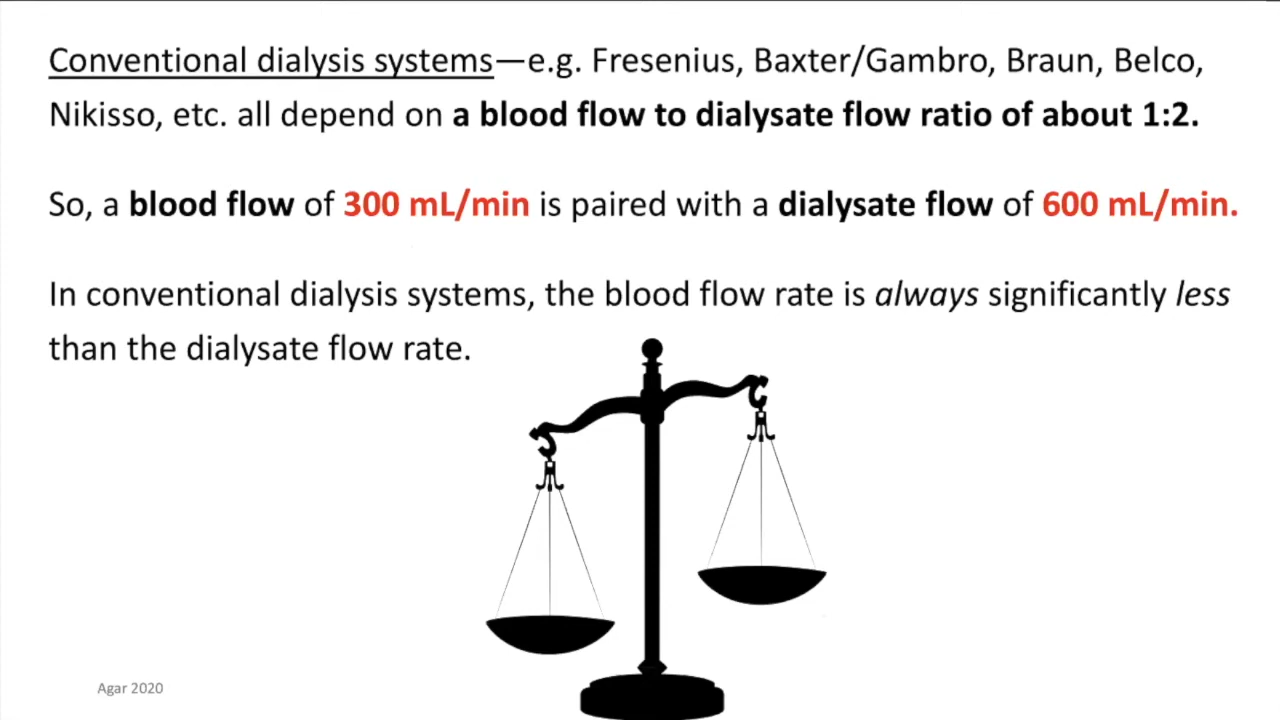 Conventional dialysis systems—e.g. Fresenius, Baxter/Gambro, Braun, Belco,
Nikisso, etc. all depend on a blood flow to dialysate flow ratio of about 1:2.
So, a blood flow of 300 mL/min is paired with a dialysate flow of 600 mL/min.
In conventional dialysis systems, the blood flow rate is always significantly less
than the dialysate flow rate.
Agar 2020